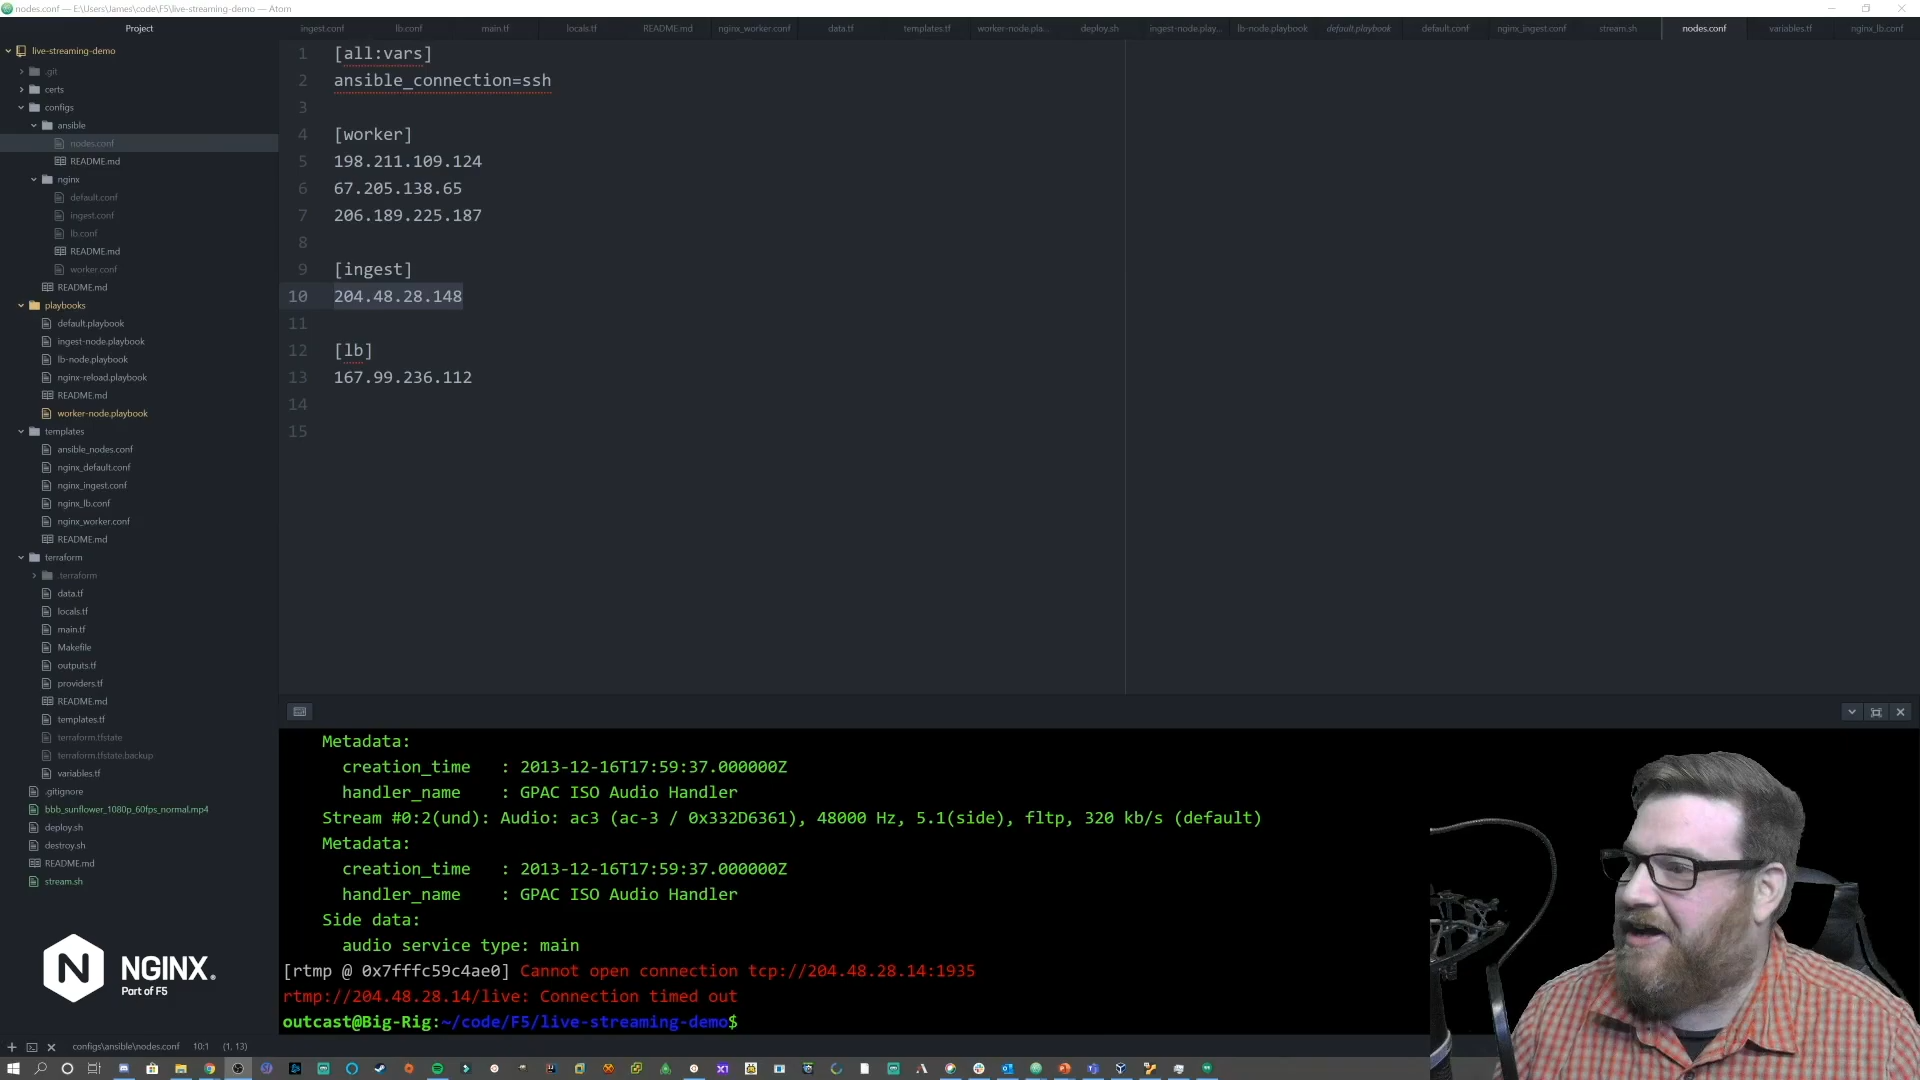 nodes.conf — E:\Users\James\code\F5\live-streaming-demo — Atom
Project
ingest.conf
lb.conf
main.tf
locals.tf
README.md
nginx_worker.conf
data.tf
templates.tf
worker-node.pla...
deploy.sh
ingest-node.play...
lb-node.playbook
default.playbook
default.conf
nginx_ingest.conf
stream.sh
nodes.conf
variables.tf
nginx_lb.conf
live-streaming-demo
.git
certs
configs
ansible
nodes.conf
README.md
nginx
default.conf
ingest.conf
lb.conf
README.md
worker.conf
README.md
playbooks
default.playbook
ingest-node.playbook
lb-node.playbook
nginx-reload.playbook
README.md
worker-node.playbook
templates
ansible_nodes.conf
nginx_default.conf
nginx_ingest.conf
nginx_lb.conf
nginx_worker.conf
README.md
terraform
.terraform
data.tf
locals.tf
main.tf
Makefile
outputs.tf
providers.tf
README.md
templates.tf
terraform.tfstate
terraform.tfstate.backup
variables.tf
.gitignore
bbb_sunflower_1080p_60fps_normal.mp4
deploy.sh
destroy.sh
README.md
stream.sh
1 [all:vars]
2 ansible_connection=ssh
3
4 [worker]
5 198.211.109.124
6 67.205.138.65
7 206.189.225.187
8
9 [ingest]
10 204.48.28.148
11
12 [lb]
13 167.99.236.112
14
15
Metadata:
creation_time : 2013-12-16T17:59:37.000000Z
handler_name : GPAC ISO Audio Handler
Stream #0:2(und): Audio: ac3 (ac-3 / 0x332D6361), 48000 Hz, 5.1(side), fltp, 320 kb/s (default)
Metadata:
creation_time : 2013-12-16T17:59:37.000000Z
handler_name : GPAC ISO Audio Handler
Side data:
audio service type: main
[rtmp @ 0x7fffc59c4ae0] Cannot open connection tcp://204.48.28.14:1935
rtmp://204.48.28.14/live: Connection timed out
outcast@Big-Rig:~/code/F5/live-streaming-demo$
N NGINX.
Part of F5
configs\ansible\nodes.conf 10:1 (1, 13)